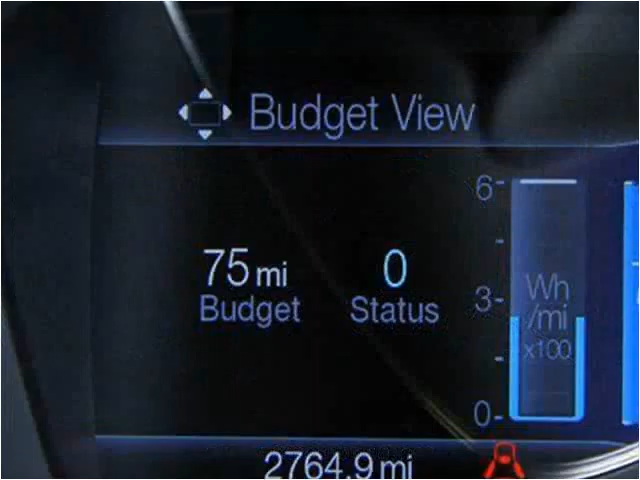 Budget View
6
75 mi
0
Budget
Status
3
Wh
/mi
x100
0
2764.9 mi